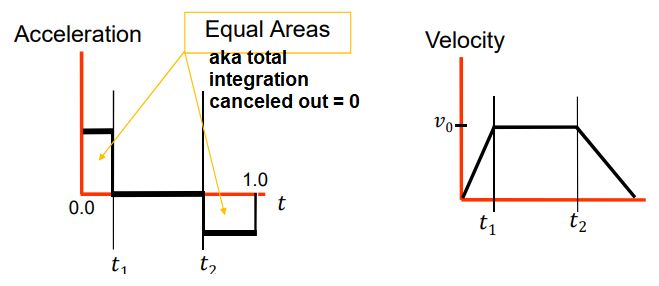 Acceleration
Equal Areas
aka total
integration
canceled out = 0
0.0
1.0
t
t₁
t₂
Velocity
v₀
t₁
t₂